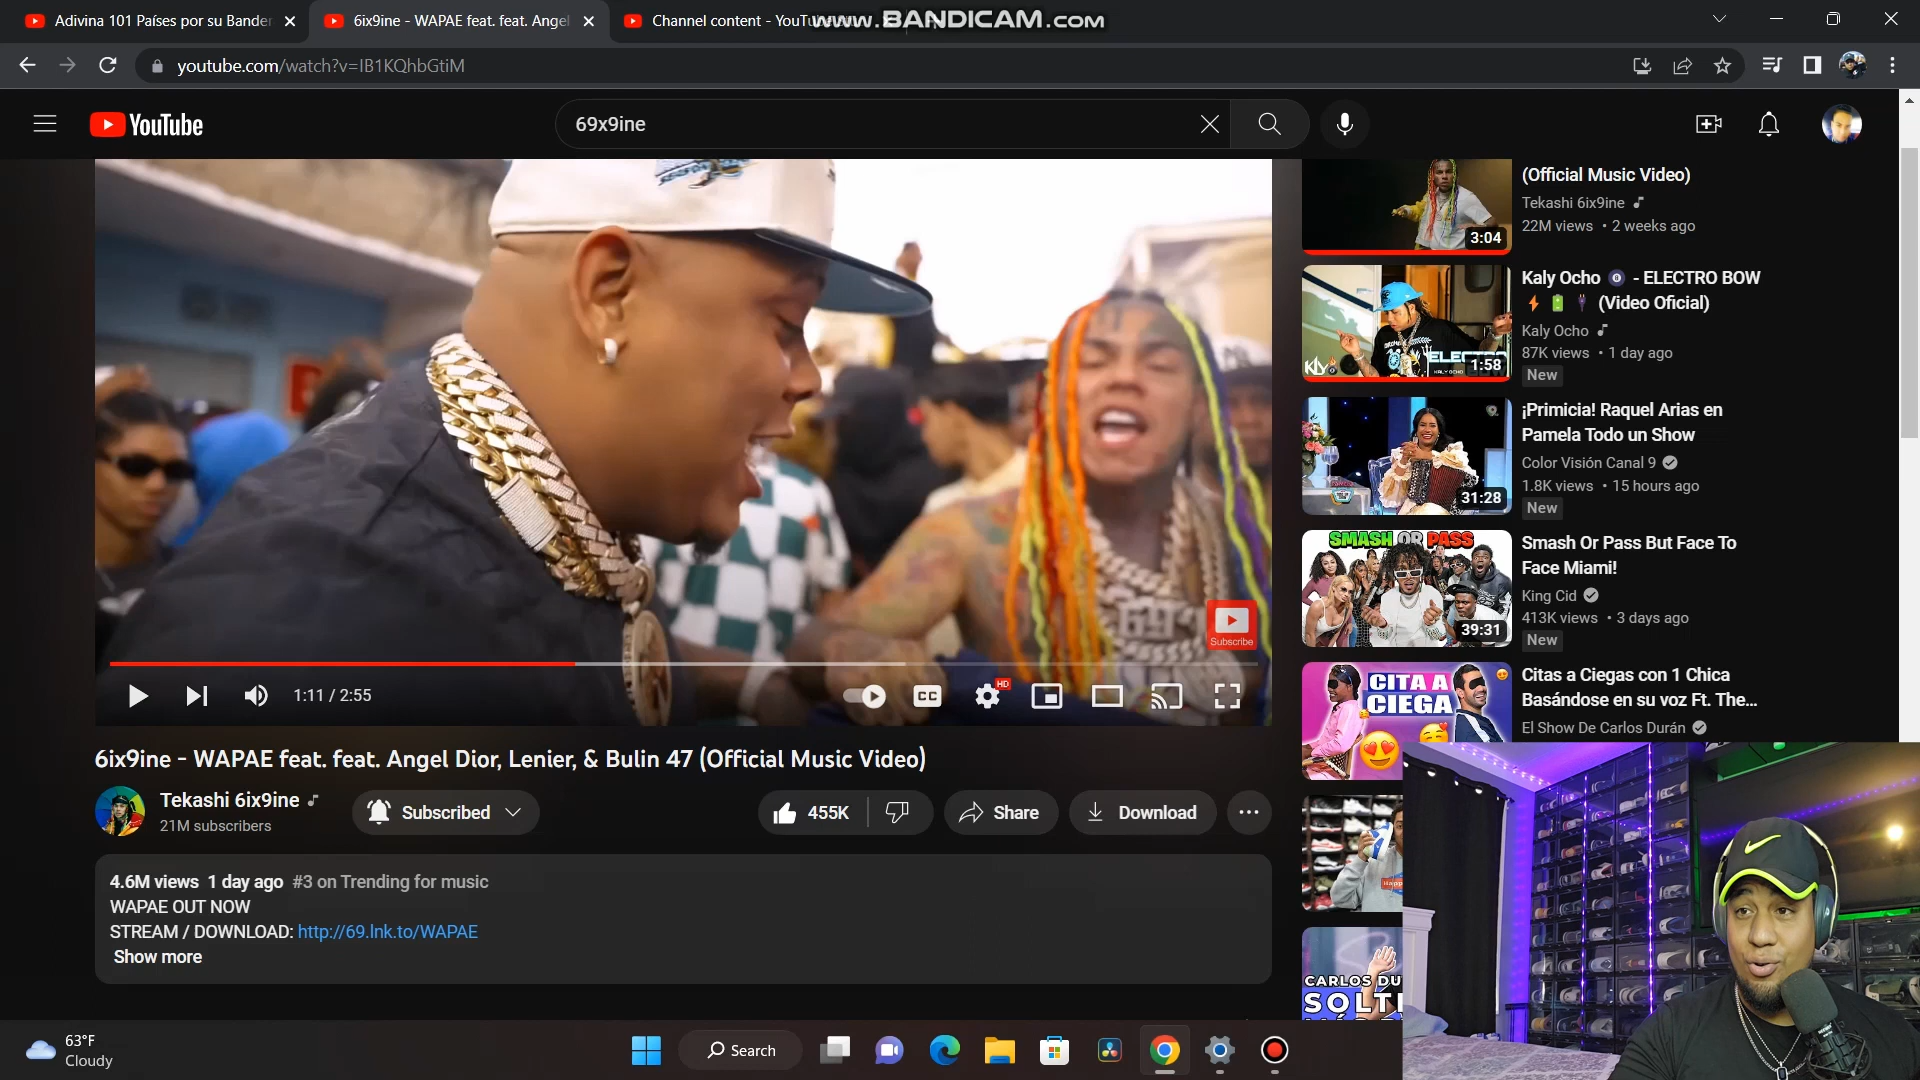 Adivina 101 Países por su Bander
6ix9ine - WAPAE feat. feat. Angel
Channel content - YouTu
www.BANDICAM.com
youtube.com/watch?v=IB1KQhbGtiM
YouTube
69x9ine
(Official Music Video)
Tekashi 6ix9ine
22M views • 2 weeks ago
3:04
Kaly Ocho 🎱 - ELECTRO BOW
⚡🔋🔌 (Video Oficial)
Kaly Ocho
87K views • 1 day ago
New
ELECTRO
KALY OCHO
1:58
¡Primicia! Raquel Arias en
Pamela Todo un Show
Color Visión Canal 9
1.8K views • 15 hours ago
New
31:28
SMASH OR PASS
Smash Or Pass But Face To
Face Miami!
King Cid
413K views • 3 days ago
New
39:31
CITA A
CIEGA
Citas a Ciegas con 1 Chica
Basándose en su voz Ft. The...
El Show De Carlos Durán
CARLOS DU
SOLTE
Subscribe
1:11 / 2:55
CC
HD
6ix9ine - WAPAE feat. feat. Angel Dior, Lenier, & Bulin 47 (Official Music Video)
Tekashi 6ix9ine
21M subscribers
Subscribed
455K
Share
Download
4.6M views 1 day ago #3 on Trending for music
WAPAE OUT NOW
STREAM / DOWNLOAD: http://69.lnk.to/WAPAE
Show more
63°F
Cloudy
Search